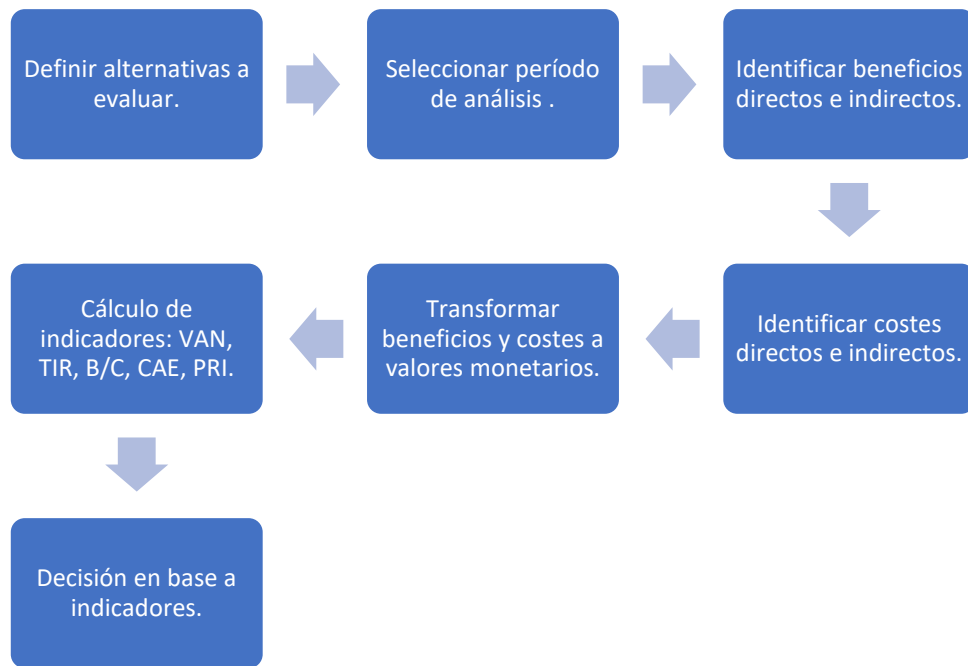 Definir alternativas a
evaluar.
Seleccionar período
de análisis .
Identificar beneficios
directos e indirectos.
Identificar costes
directos e indirectos.
Transformar
beneficios y costes a
valores monetarios.
Cálculo de
indicadores: VAN,
TIR, B/C, CAE, PRI.
Decisión en base a
indicadores.